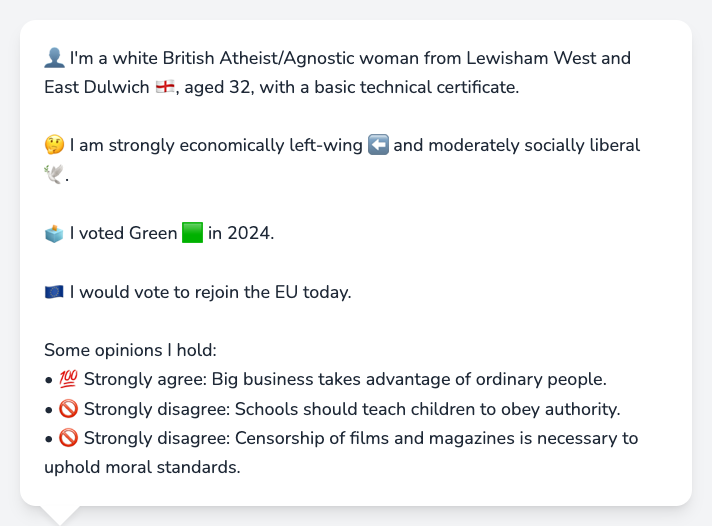 👤 I'm a white British Atheist/Agnostic woman from Lewisham West and
East Dulwich 🏴󠁧󠁢󠁥󠁮󠁧󠁿, aged 32, with a basic technical certificate.
🤔 I am strongly economically left-wing ⬅️ and moderately socially liberal
🕊️.
🗳️ I voted Green 🟩 in 2024.
🇪🇺 I would vote to rejoin the EU today.
Some opinions I hold:
• 💯 Strongly agree: Big business takes advantage of ordinary people.
• 🚫 Strongly disagree: Schools should teach children to obey authority.
• 🚫 Strongly disagree: Censorship of films and magazines is necessary to
uphold moral standards.